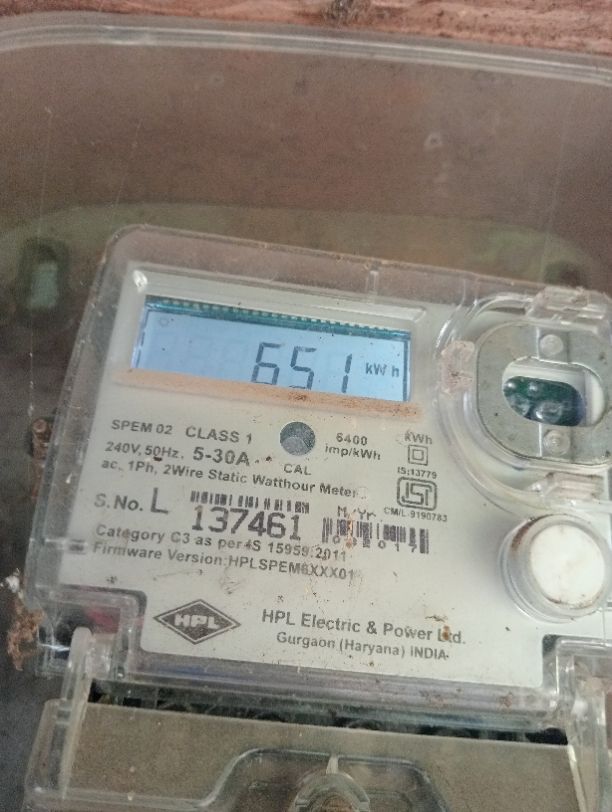 651 kWh
SPEM 02 CLASS 1
240V, 50Hz, 5-30A
ac, 1Ph, 2Wire Static Watthour Meter
CAL
6400
imp/kWh
kWh
IS:13779
ISI
CM/L-9190783
S.No. L 137461
M/Yr.
032017
Category C3 as per IS 15959:2011
Firmware Version:HPLSPEM6XXX01
HPL
HPL Electric & Power Ltd.
Gurgaon (Haryana) INDIA